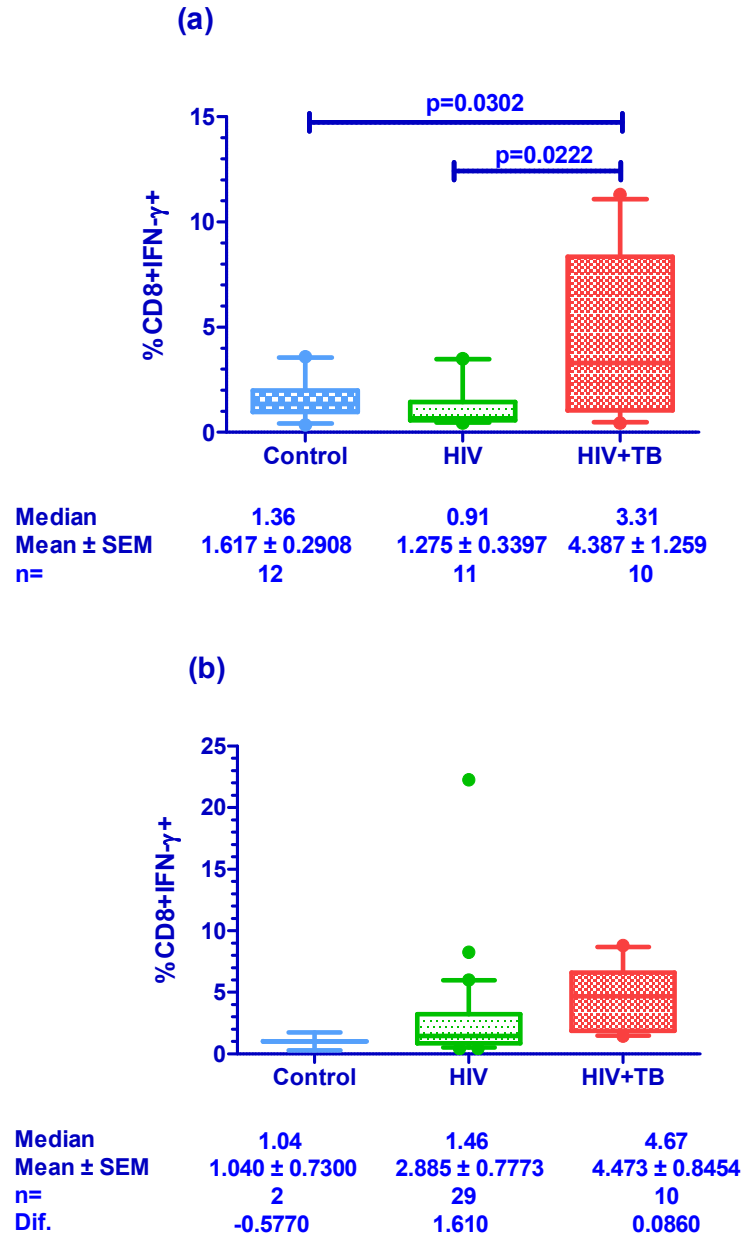 (a)
p=0.0302
p=0.0222
%CD8+IFN-γ+
15
10
5
0
Control HIV HIV+TB
Median 1.36 0.91 3.31
Mean ± SEM 1.617 ± 0.2908 1.275 ± 0.3397 4.387 ± 1.259
n= 12 11 10
(b)
%CD8+IFN-γ+
25
20
15
10
5
0
Control HIV HIV+TB
Median 1.04 1.46 4.67
Mean ± SEM 1.040 ± 0.7300 2.885 ± 0.7773 4.473 ± 0.8454
n= 2 29 10
Dif. -0.5770 1.610 0.0860